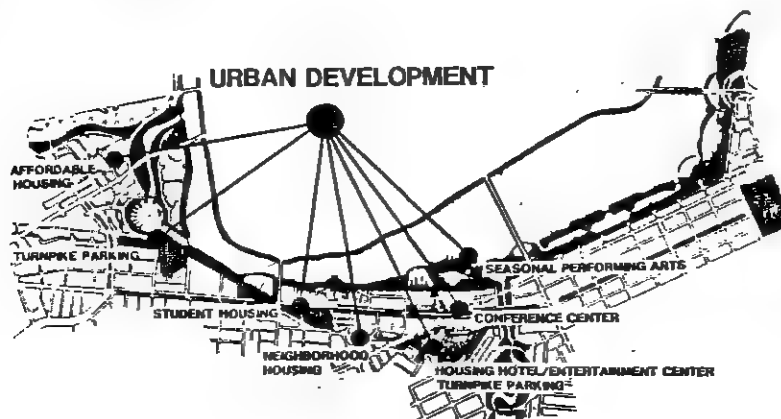 URBAN DEVELOPMENT
AFFORDABLE
HOUSING
TURNPIKE PARKING
SEASONAL PERFORMING ARTS
STUDENT HOUSING
CONFERENCE CENTER
NEIGHBORHOOD
HOUSING
HOUSING HOTEL/ENTERTAINMENT CENTER
TURNPIKE PARKING